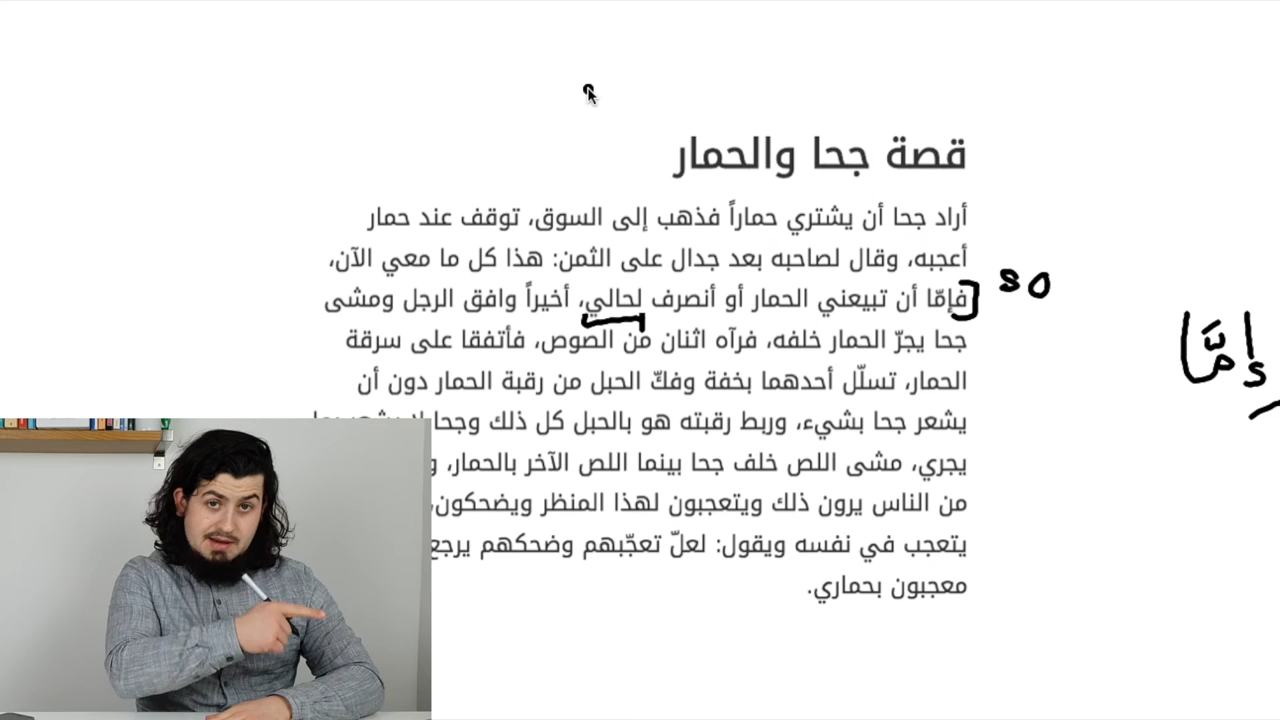 قصة جحا والحمار
أراد جحا أن يشتري حماراً فذهب إلى السوق، توقف عند حمار
أعجبه، وقال لصاحبه بعد جدال على الثمن: هذا كل ما معي الآن،
فإمّا أن تبيعني الحمار أو أنصرف لحالي، أخيراً وافق الرجل ومشى
so
جحا يجرّ الحمار خلفه، فرآه اثنان من الصوص، فأتفقا على سرقة
إمَّا
الحمار، تسلّل أحدهما بخفة وفكّ الحبل من رقبة الحمار دون أن
يشعر جحا بشيء، وربط رقبته هو بالحبل كل ذلك وجحا
يجري، مشى اللص خلف جحا بينما اللص الآخر بالحمار،
من الناس يرون ذلك ويتعجبون لهذا المنظر ويضحكون،
يتعجب في نفسه ويقول: لعلّ تعجّبهم وضحكهم
معجبون بحماري.